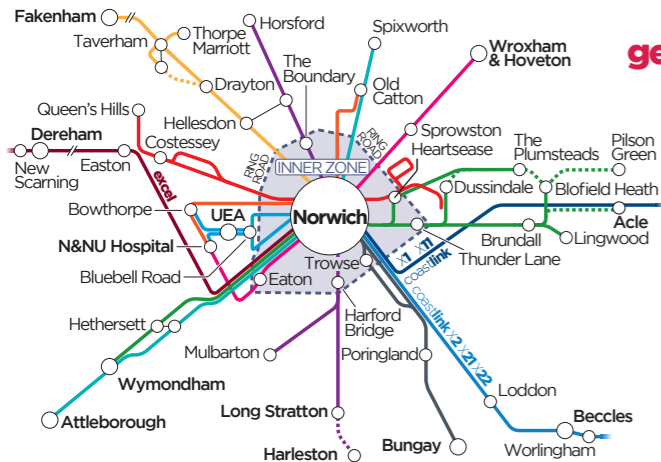 Fakenham
Taverham
Thorpe
Marriott
Horsford
Spixworth
Wroxham
& Hoveton
ge
Drayton
The
Boundary
Old
Catton
Queen's Hills
Hellesdon
Costessey
RING
ROAD
RING
ROAD
Sprowston
Heartsease
The
Plumsteads
Pilson
Green
Dereham
New
Scarning
Easton
excel
INNER ZONE
Dussindale
Blofield Heath
Bowthorpe
UEA
Norwich
Acle
N&NU Hospital
Bluebell Road
Brundall
Lingwood
Thunder Lane
X1 X11
coastlink
Trowse
Eaton
Harford
Bridge
coastlink X2 X21 X22
Hethersett
Mulbarton
Poringland
Wymondham
Loddon
Attleborough
Long Stratton
Beccles
Worlingham
Harleston
Bungay